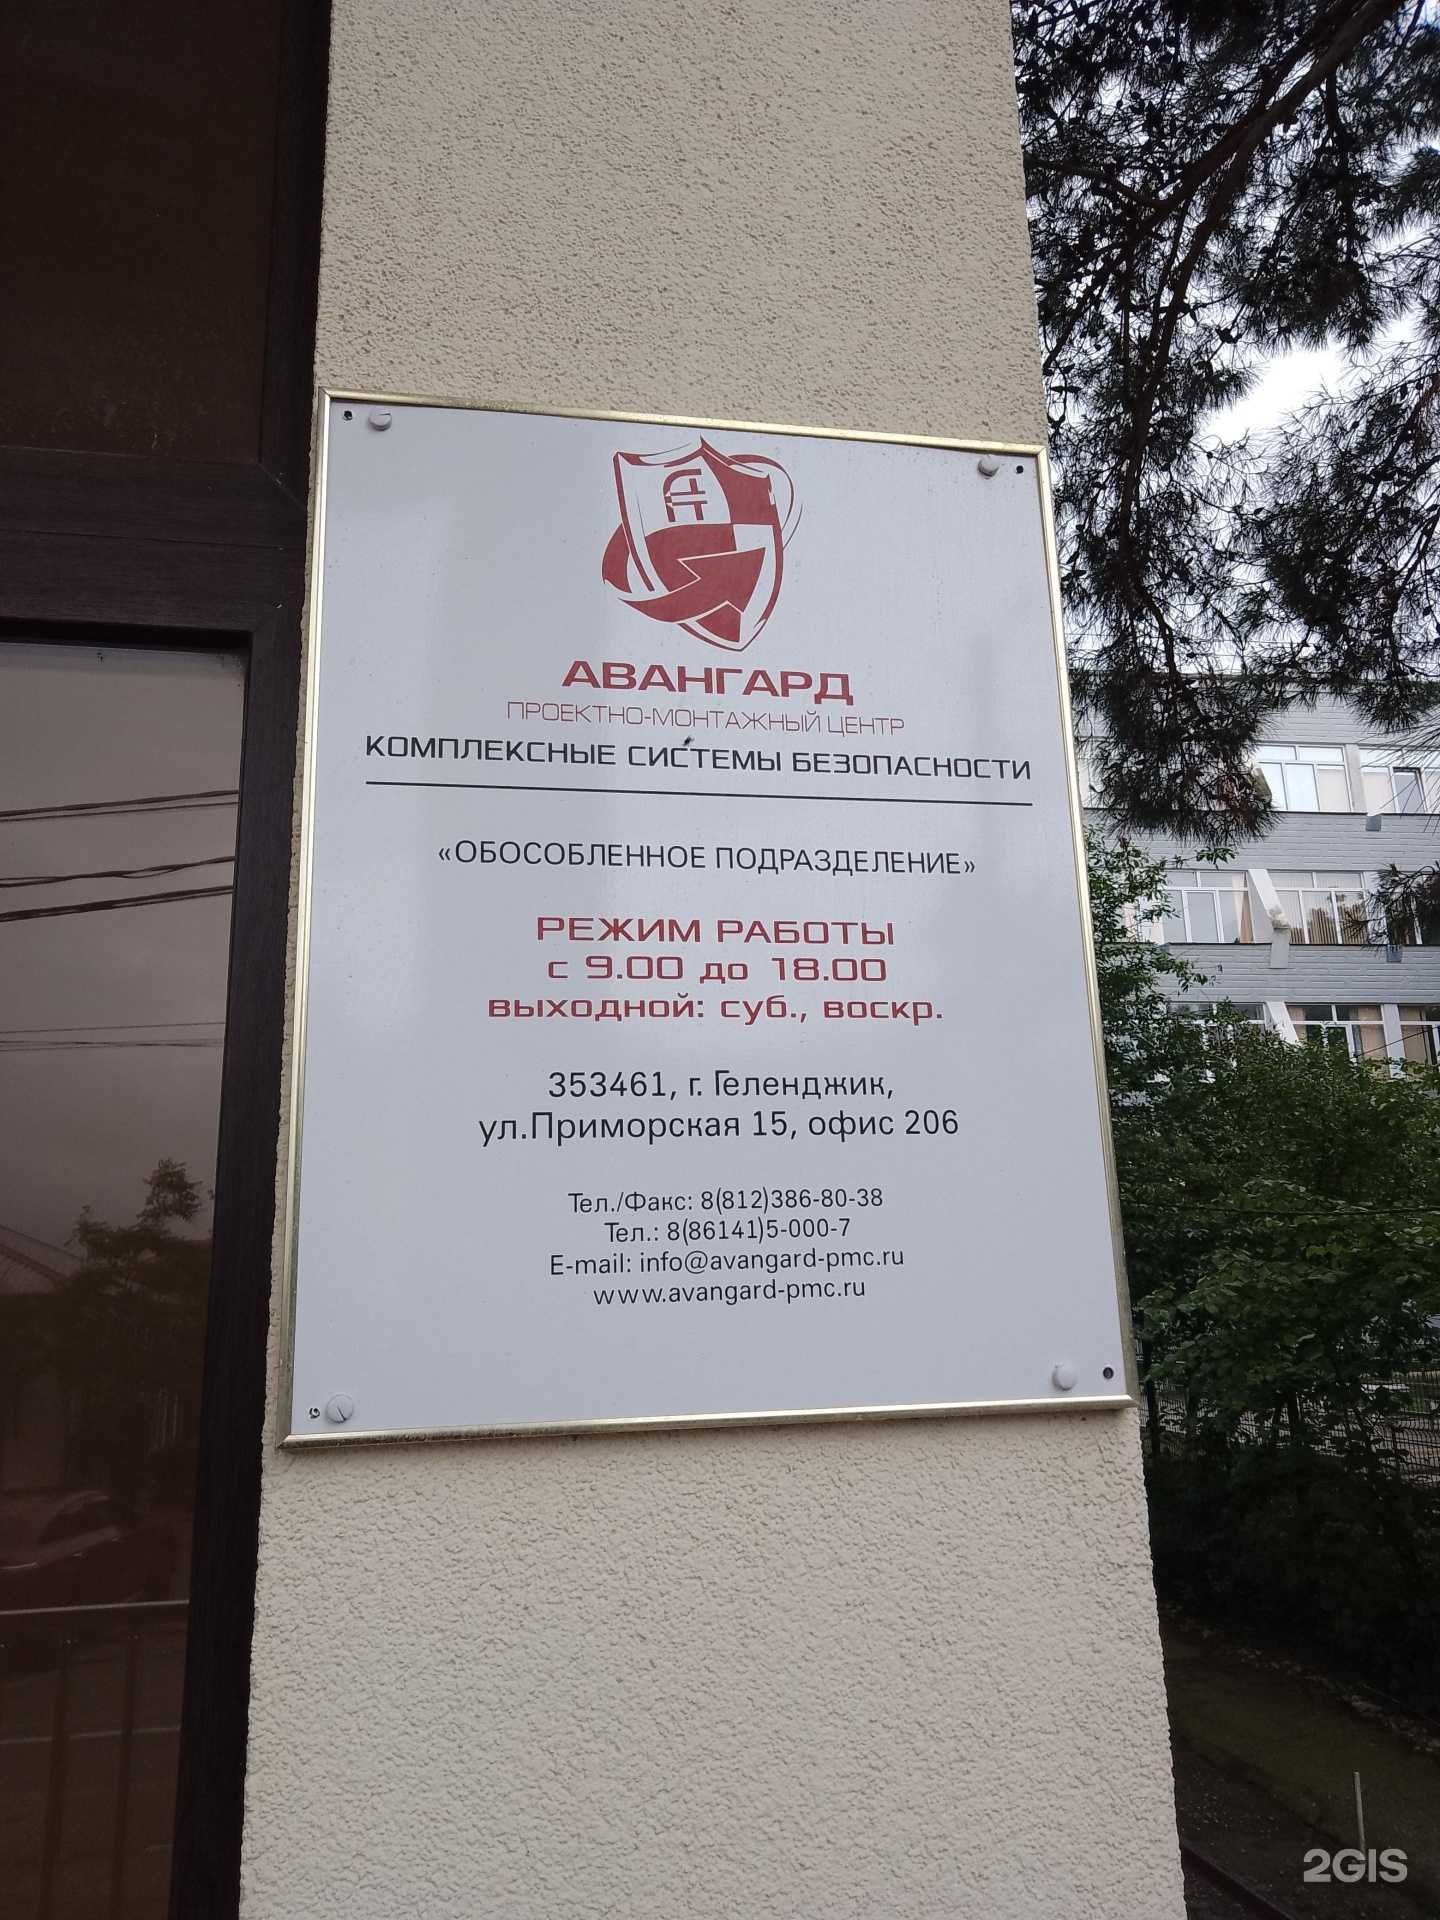 АВАНГАРД
ПРОЕКТНО-МОНТАЖНЫЙ ЦЕНТР
КОМПЛЕКСНЫЕ СИСТЕМЫ БЕЗОПАСНОСТИ
«ОБОСОБЛЕННОЕ ПОДРАЗДЕЛЕНИЕ»
РЕЖИМ РАБОТЫ
с 9.00 до 18.00
выходной: суб., воскр.
353461, г. Геленджик,
ул.Приморская 15, офис 206
Тел./Факс: 8(812)386-80-38
Тел.: 8(86141)5-000-7
E-mail: info@avangard-pmc.ru
www.avangard-pmc.ru
2GIS